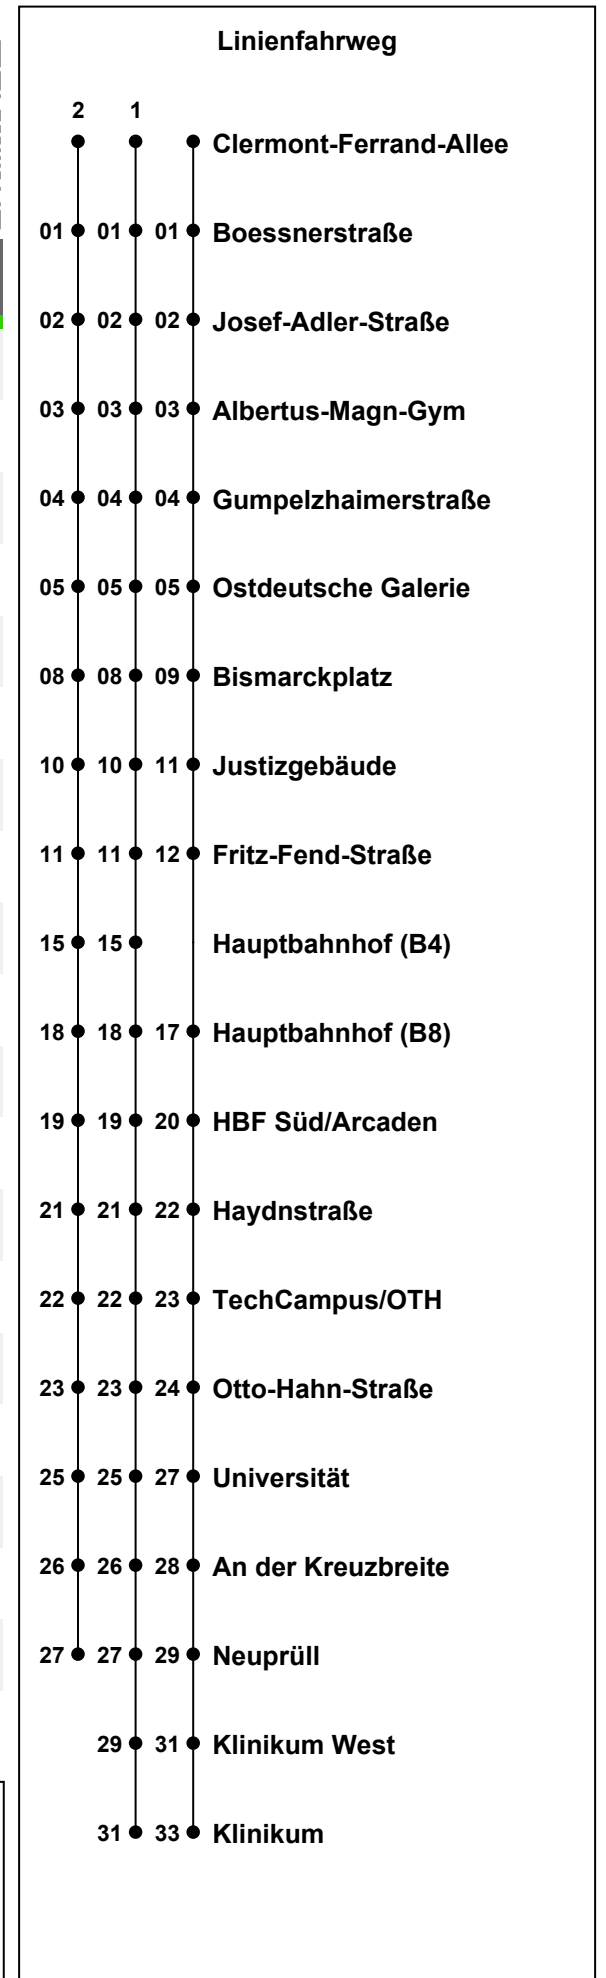 Linienfahrweg
2 1
Clermont-Ferrand-Allee
01 01 01 Boessnerstraße
02 02 02 Josef-Adler-Straße
03 03 03 Albertus-Magn-Gym
04 04 04 Gumpelzhaimerstraße
05 05 05 Ostdeutsche Galerie
08 08 09 Bismarckplatz
10 10 11 Justizgebäude
11 11 12 Fritz-Fend-Straße
15 15 Hauptbahnhof (B4)
18 18 17 Hauptbahnhof (B8)
19 19 20 HBF Süd/Arcaden
21 21 22 Haydnstraße
22 22 23 TechCampus/OTH
23 23 24 Otto-Hahn-Straße
25 25 27 Universität
26 26 28 An der Kreuzbreite
27 27 29 Neuprüll
29 31 Klinikum West
31 33 Klinikum